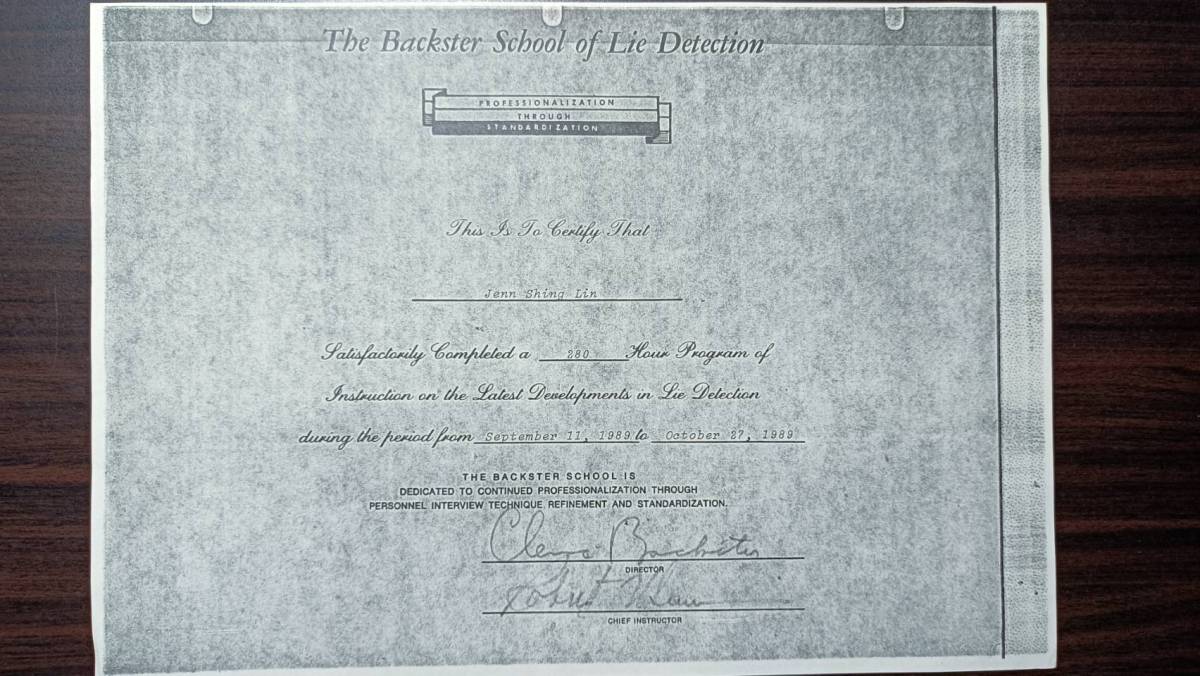 The Backster School of Lie Detection
PROFESSIONALIZATION
THROUGH
STANDARDIZATION
This Is To Certify That
Jenn Shing Lin
Satisfactorily Completed a 280 Hour Program of
Instruction on the Latest Developments in Lie Detection
during the period from September 11, 1989 to October 27, 1989
THE BACKSTER SCHOOL IS
DEDICATED TO CONTINUED PROFESSIONALIZATION THROUGH
PERSONNEL INTERVIEW TECHNIQUE REFINEMENT AND STANDARDIZATION.
Cleve Backster
DIRECTOR
Robert
CHIEF INSTRUCTOR